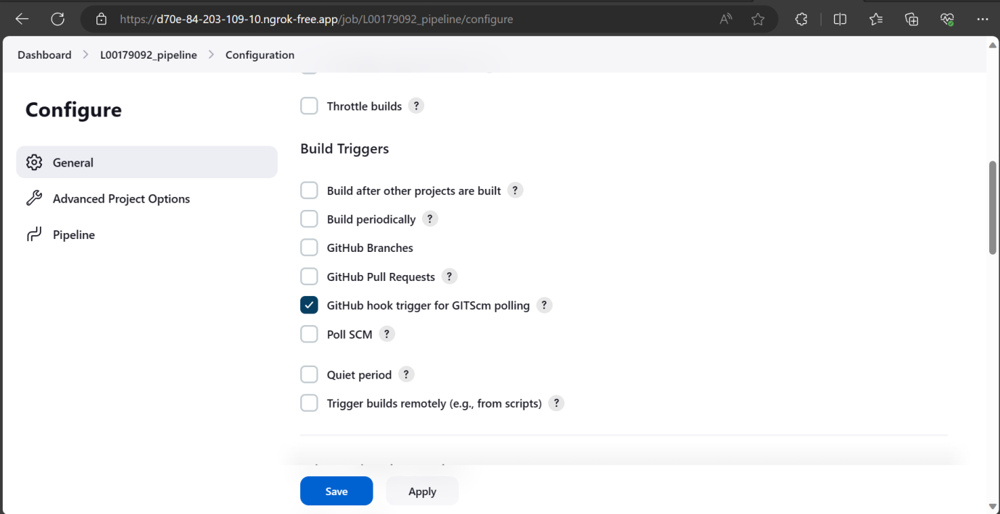 https://d70e-84-203-109-10.ngrok-free.app/job/L00179092_pipeline/configure
Dashboard > L00179092_pipeline > Configuration
Configure
General
Advanced Project Options
Pipeline
Throttle builds ?
Build Triggers
Build after other projects are built ?
Build periodically ?
GitHub Branches
GitHub Pull Requests ?
GitHub hook trigger for GITScm polling ?
Poll SCM ?
Quiet period ?
Trigger builds remotely (e.g., from scripts) ?
Save Apply